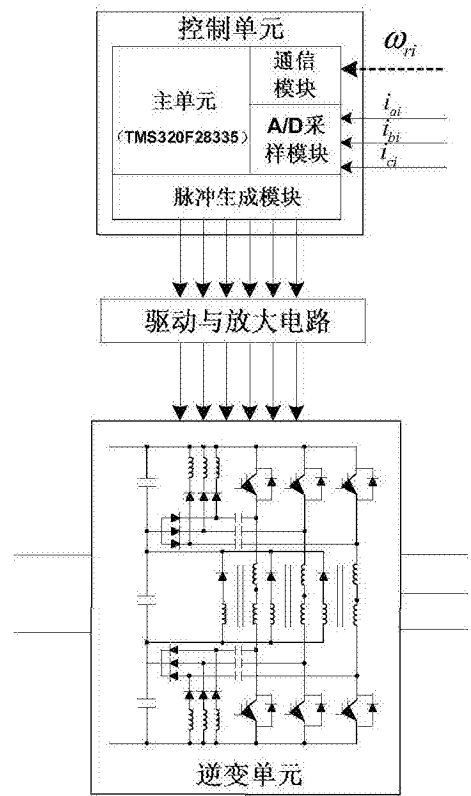 控制单元
通信
模块
ω_ri
主单元
（TMS320F28335）
A/D采
样模块
i_ai
i_bi
i_ci
脉冲生成模块
驱动与放大电路
逆变单元